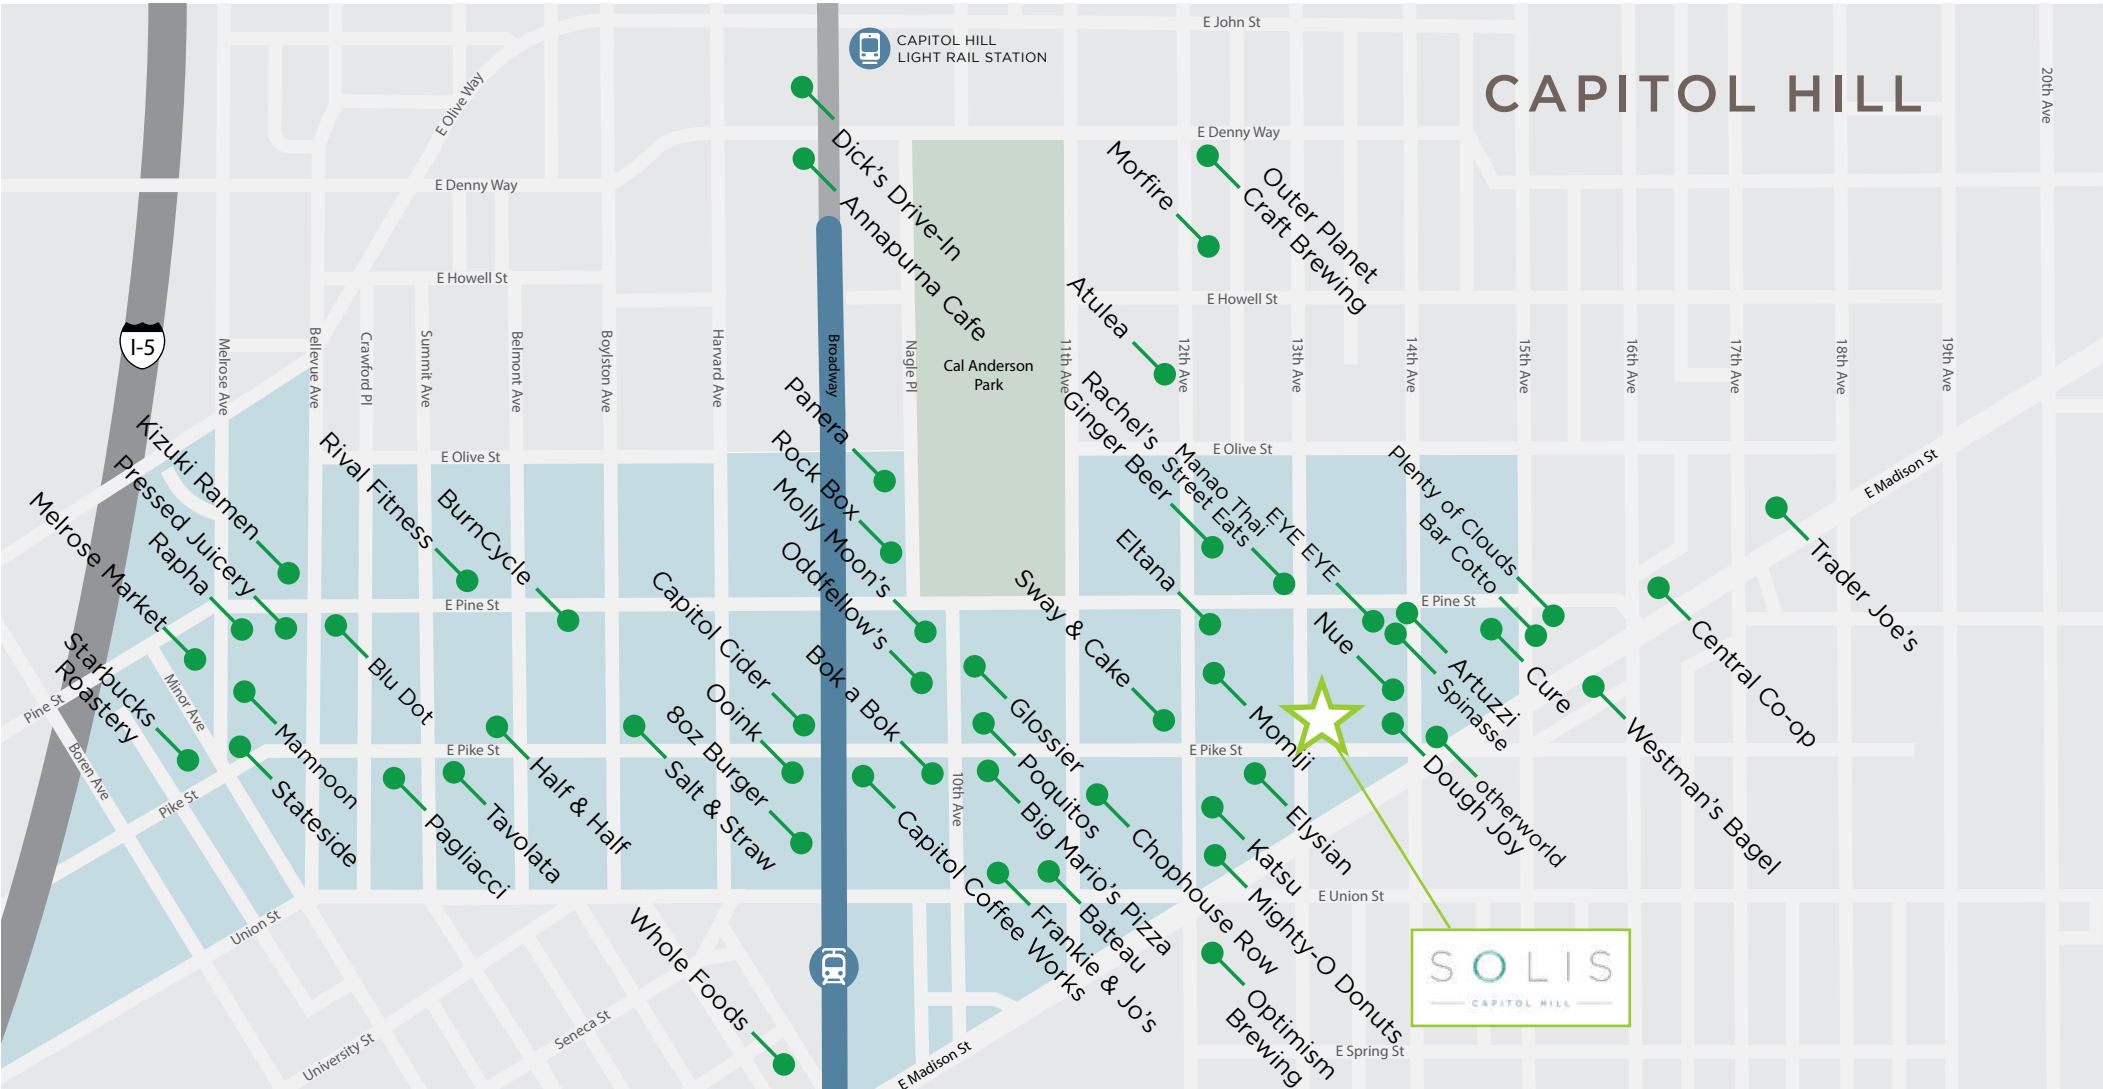 E John St
CAPITOL HILL
LIGHT RAIL STATION
CAPITOL HILL
20th Ave
E Olive Way
E Denny Way
E Denny Way
Dick's Drive-In
Annapurna Cafe
Morfire
Outer Planet
Craft Brewing
E Howell St
E Howell St
Atulea
I-5
Melrose Ave
Bellevue Ave
Crawford Pl
Summit Ave
Belmont Ave
Boylston Ave
Harvard Ave
Broadway
Nagle Pl
Cal Anderson
Park
11th Ave
12th Ave
13th Ave
14th Ave
15th Ave
16th Ave
17th Ave
18th Ave
19th Ave
E Olive St
E Olive St
E Madison St
Kizuki Ramen
Pressed Juicery
Rapha
Melrose Market
Starbucks
Roastery
Rival Fitness
BurnCycle
Panera
Rock Box
Molly Moon's
Oddfellow's
Rachel's
Ginger Beer
Manao Thai
Street Eats
EYE EYE
Plenty of Clouds
Bar Cotto
Eltana
Sway & Cake
Nue
Trader Joe's
Central Co-op
E Pine St
E Pine St
Capitol Cider
Ooink
8oz Burger
Bok a Bok
Blu Dot
Mamnoon
Stateside
Pagliacci
Tavolata
Half & Half
Salt & Straw
Glossier
Poquitos
Big Mario's Pizza
Momiji
Artuzzi
Spinasse
Cure
Westman's Bagel
Dough Joy
otherworld
Pine St
Minor Ave
Boren Ave
Pike St
E Pike St
E Pike St
10th Ave
Capitol Coffee Works
Frankie & Jo's
Bateau
Chophouse Row
Elysian
Katsu
Mighty-O Donuts
Optimism
Brewing
E Union St
Union St
Whole Foods
University St
Seneca St
E Madison St
E Spring St
SOLIS
CAPITOL HILL